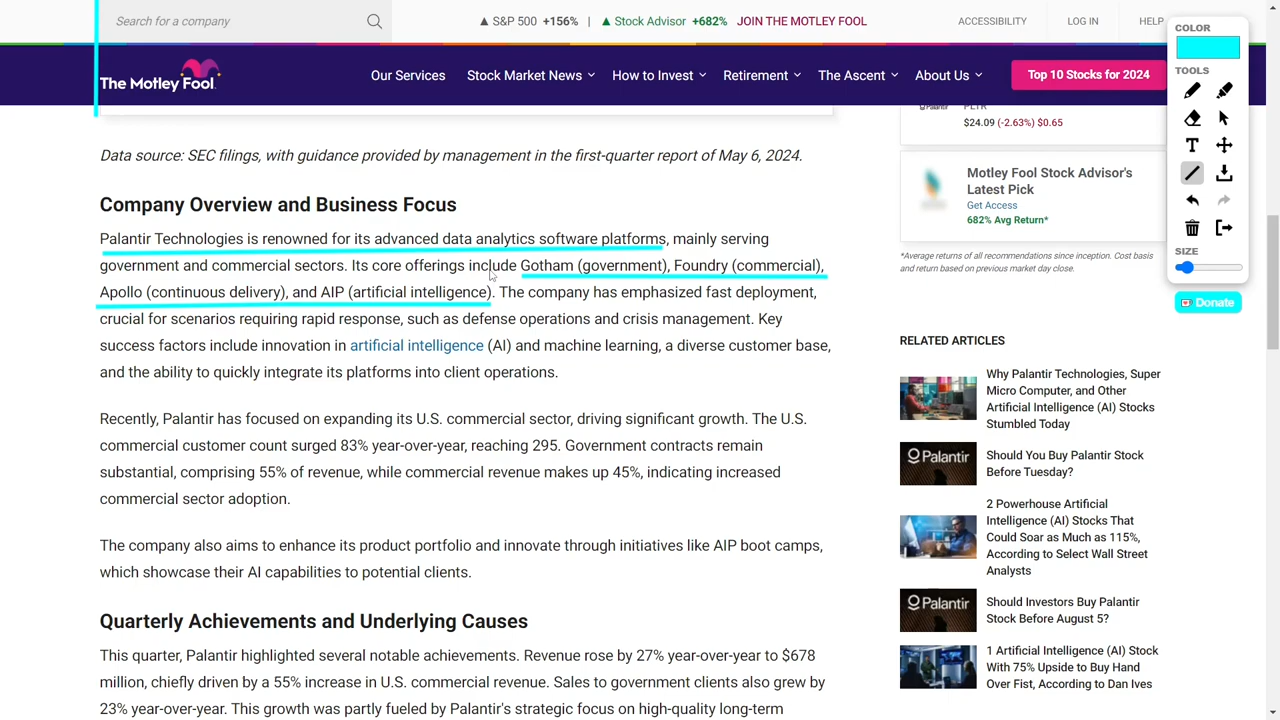 Search for a company
▲ S&P 500 +156% | ▲ Stock Advisor +682% JOIN THE MOTLEY FOOL
ACCESSIBILITY LOG IN HELP
The Motley Fool
Our Services Stock Market News How to Invest Retirement The Ascent About Us Top 10 Stocks for 2024
Data source: SEC filings, with guidance provided by management in the first-quarter report of May 6, 2024.
Company Overview and Business Focus
Palantir Technologies is renowned for its advanced data analytics software platforms, mainly serving
government and commercial sectors. Its core offerings include Gotham (government), Foundry (commercial),
Apollo (continuous delivery), and AIP (artificial intelligence). The company has emphasized fast deployment,
crucial for scenarios requiring rapid response, such as defense operations and crisis management. Key
success factors include innovation in artificial intelligence (AI) and machine learning, a diverse customer base,
and the ability to quickly integrate its platforms into client operations.
Recently, Palantir has focused on expanding its U.S. commercial sector, driving significant growth. The U.S.
commercial customer count surged 83% year-over-year, reaching 295. Government contracts remain
substantial, comprising 55% of revenue, while commercial revenue makes up 45%, indicating increased
commercial sector adoption.
The company also aims to enhance its product portfolio and innovate through initiatives like AIP boot camps,
which showcase their AI capabilities to potential clients.
Quarterly Achievements and Underlying Causes
This quarter, Palantir highlighted several notable achievements. Revenue rose by 27% year-over-year to $678
million, chiefly driven by a 55% increase in U.S. commercial revenue. Sales to government clients also grew by
23% year-over-year. This growth was partly fueled by Palantir's strategic focus on high-quality long-term
Palantir
PLTR
$24.09 (-2.63%) $0.65
Motley Fool Stock Advisor's
Latest Pick
Get Access
682% Avg Return*
*Average returns of all recommendations since inception. Cost basis
and return based on previous market day close.
RELATED ARTICLES
Why Palantir Technologies, Super
Micro Computer, and Other
Artificial Intelligence (AI) Stocks
Stumbled Today
Palantir
Should You Buy Palantir Stock
Before Tuesday?
2 Powerhouse Artificial
Intelligence (AI) Stocks That
Could Soar as Much as 115%,
According to Select Wall Street
Analysts
Palantir
Should Investors Buy Palantir
Stock Before August 5?
1 Artificial Intelligence (AI) Stock
With 75% Upside to Buy Hand
Over Fist, According to Dan Ives
COLOR
TOOLS
T
SIZE
Donate